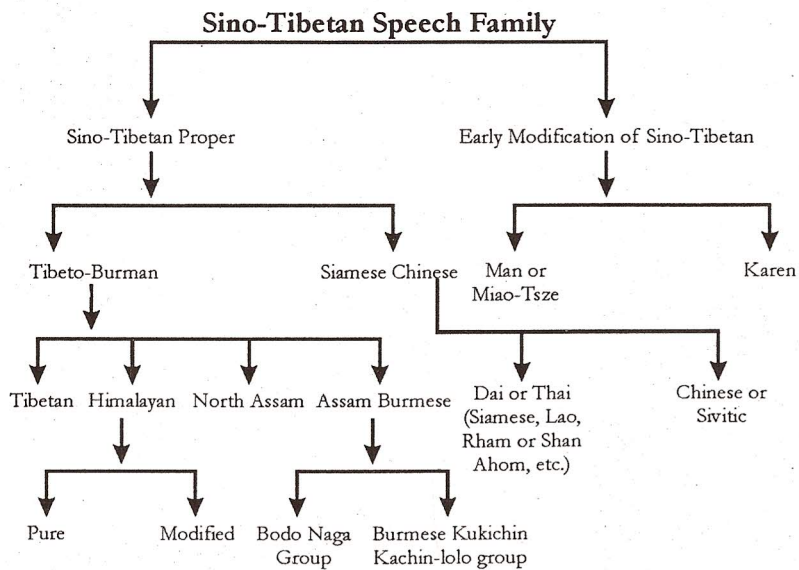 Sino-Tibetan Speech Family
Sino-Tibetan Proper
Early Modification of Sino-Tibetan
Tibeto-Burman
Siamese Chinese
Man or
Miao-Tsze
Karen
Tibetan
Himalayan
North Assam
Assam Burmese
Dai or Thai
(Siamese, Lao,
Rham or Shan
Ahom, etc.)
Chinese or
Sivitic
Pure
Modified
Bodo Naga
Group
Burmese Kukichin
Kachin-lolo group